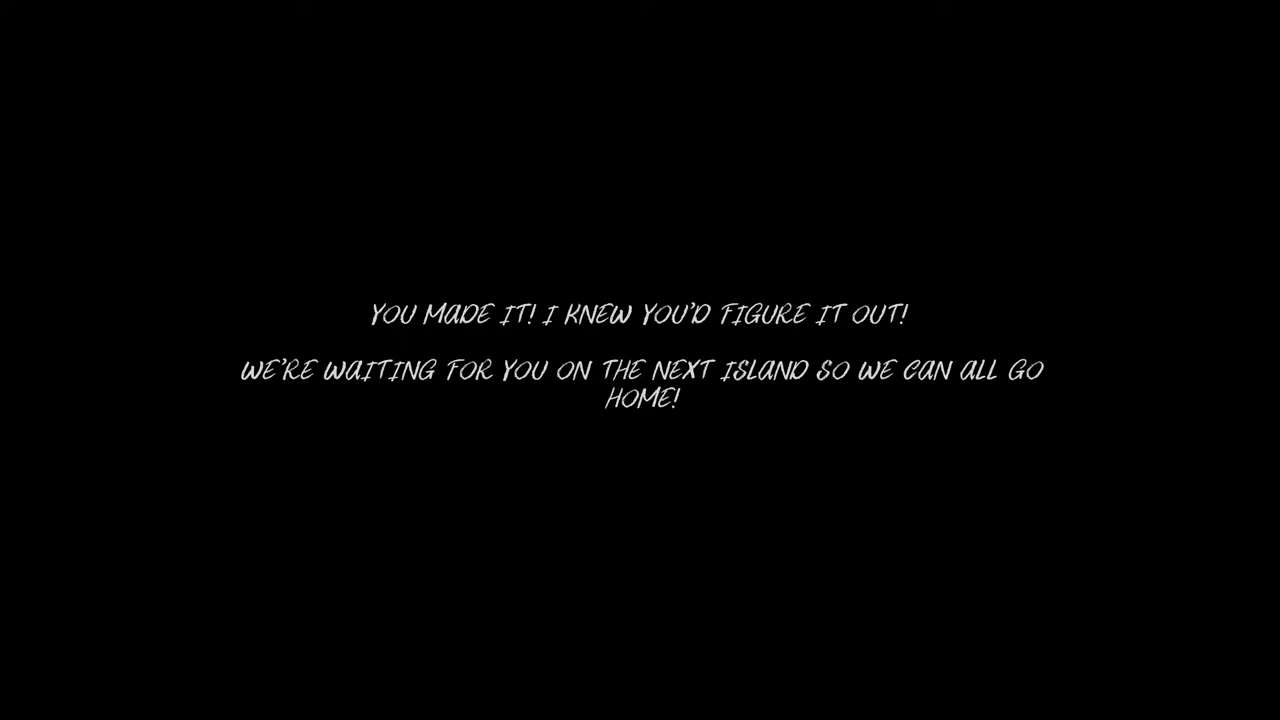 YOU MADE IT! I KNEW YOU'D FIGURE IT OUT!
WE'RE WAITING FOR YOU ON THE NEXT ISLAND SO WE CAN ALL GO
HOME!